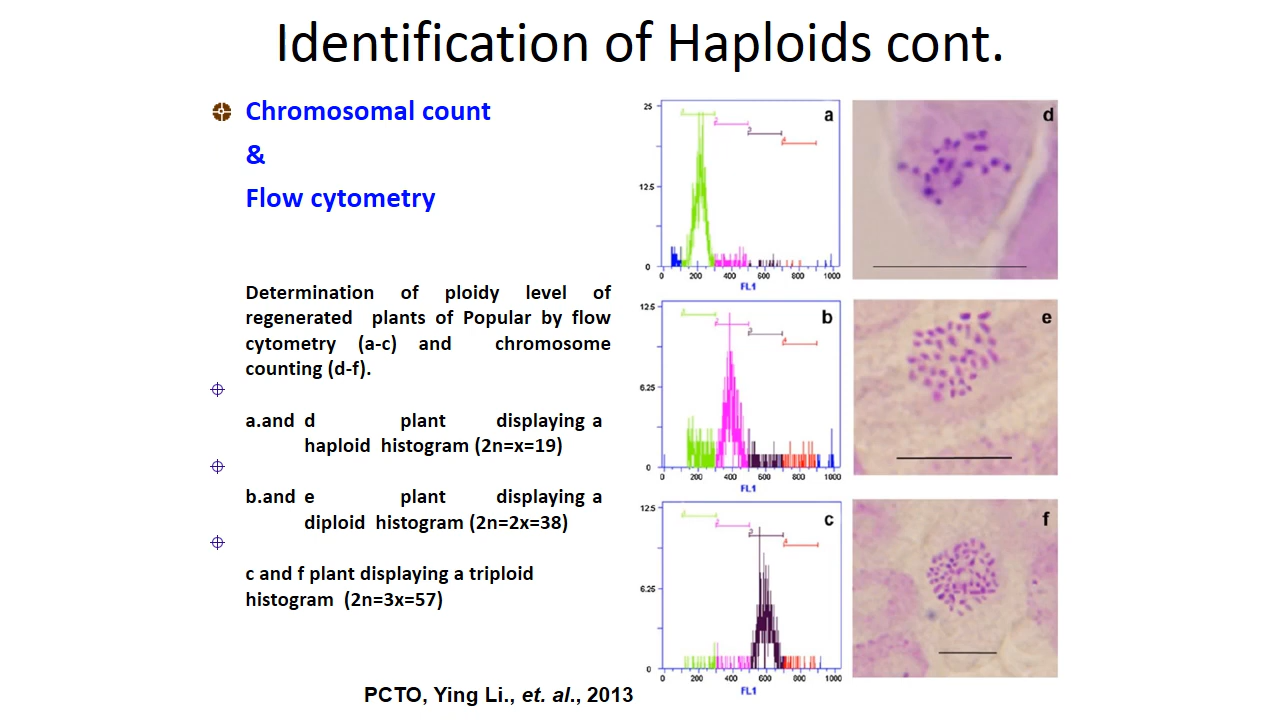 Identification of Haploids cont.
Chromosomal count
&
Flow cytometry
Determination of ploidy level of
regenerated plants of Popular by flow
cytometry (a-c) and chromosome
counting (d-f).
a.and d plant displaying a
haploid histogram (2n=x=19)
b.and e plant displaying a
diploid histogram (2n=2x=38)
c and f plant displaying a triploid
histogram (2n=3x=57)
PCTO, Ying Li., et. al., 2013
a
25
12.5
0
0 200 400 600 800 1000
FL1
d
b
12.5
6.25
0
0 200 400 600 800 1000
FL1
e
c
12.5
6.25
0
0 200 400 600 800 1000
FL1
f